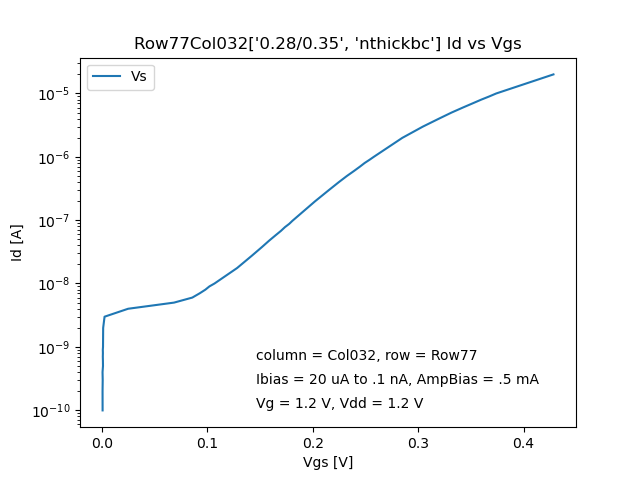 Row77Col032['0.28/0.35', 'nthickbc'] Id vs Vgs
Vs
10⁻⁵
10⁻⁶
10⁻⁷
10⁻⁸
10⁻⁹
10⁻¹⁰
Id [A]
column = Col032, row = Row77
Ibias = 20 uA to .1 nA, AmpBias = .5 mA
Vg = 1.2 V, Vdd = 1.2 V
0.0 0.1 0.2 0.3 0.4
Vgs [V]